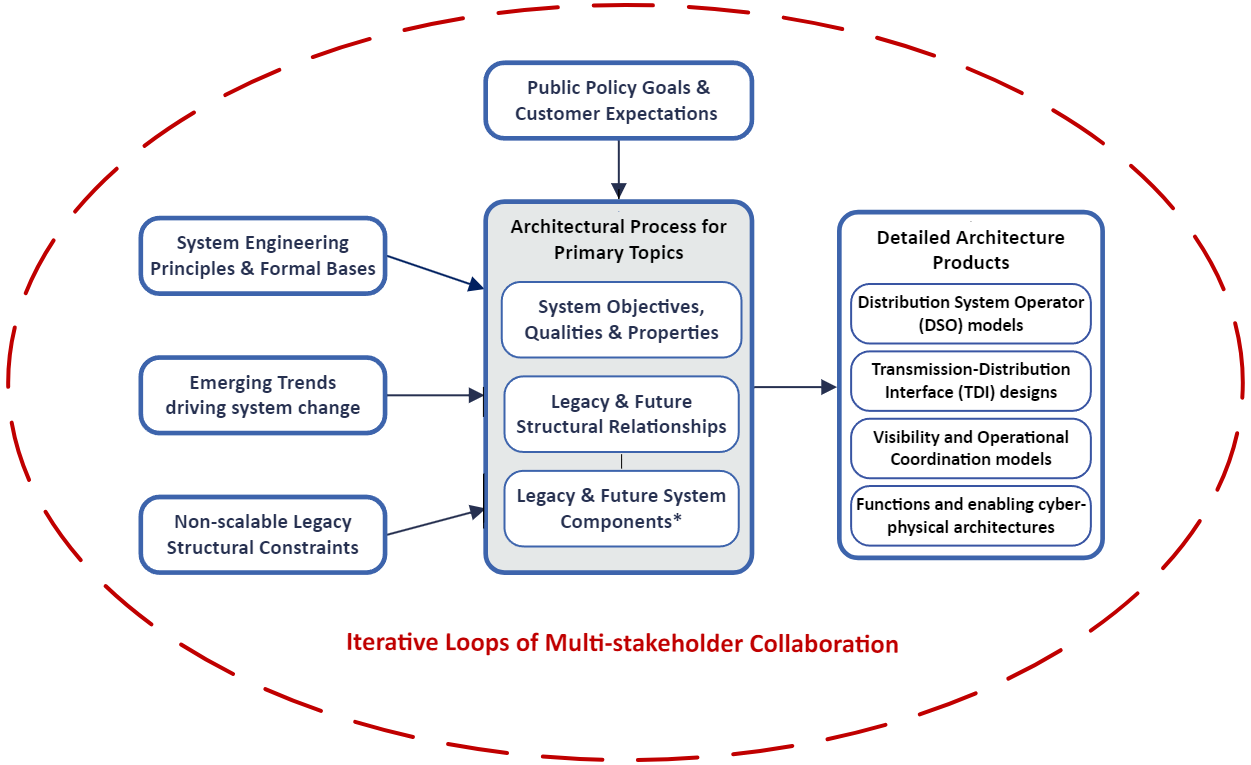 Public Policy Goals &
Customer Expectations
System Engineering
Principles & Formal Bases
Emerging Trends
driving system change
Non-scalable Legacy
Structural Constraints
Architectural Process for
Primary Topics
System Objectives,
Qualities & Properties
Legacy & Future
Structural Relationships
Legacy & Future System
Components*
Detailed Architecture
Products
Distribution System Operator
(DSO) models
Transmission-Distribution
Interface (TDI) designs
Visibility and Operational
Coordination models
Functions and enabling cyber-
physical architectures
Iterative Loops of Multi-stakeholder Collaboration